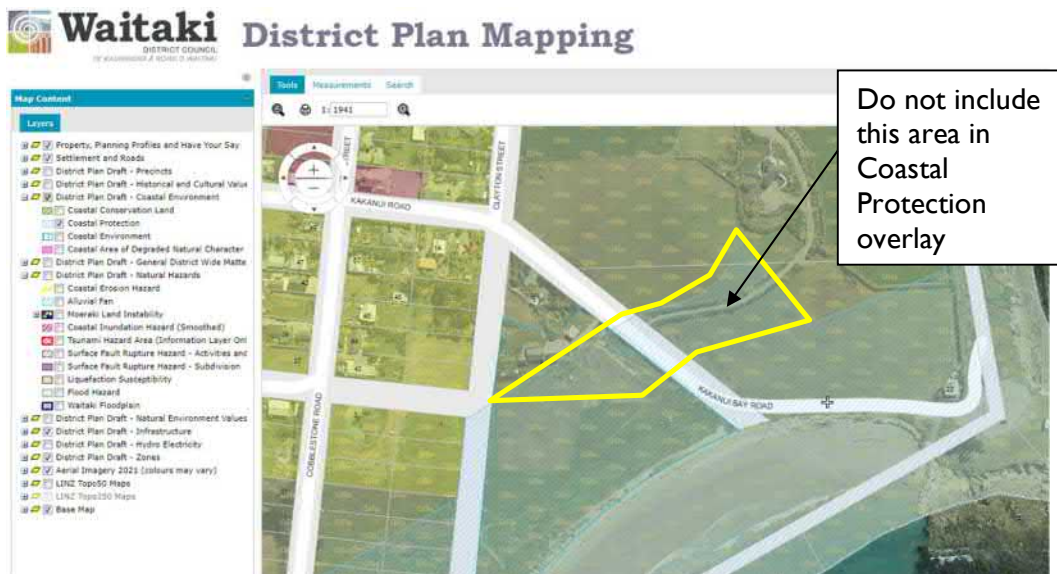 Waitaki
DISTRICT COUNCIL
District Plan Mapping
Map Content
Layers
Property, Planning Profiles and Have Your Say
Settlement and Roads
District Plan Draft - Precincts
District Plan Draft - Historical and Cultural Value
District Plan Draft - Coastal Environment
Coastal Conservation Land
Coastal Protection
Coastal Environment
Coastal Area of Degraded Natural Character
District Plan Draft - General District Wide Matte
District Plan Draft - Natural Hazards
Coastal Erosion Hazard
Alluvial Fan
Moeraki Land Instability
Coastal Inundation Hazard (Smoothed)
Tsunami Hazard Area (Information Layer Onl
Surface Fault Rupture Hazard - Activities and
Surface Fault Rupture Hazard - Subdivision
Liquefaction Susceptibility
Flood Hazard
Waitaki Floodplain
District Plan Draft - Natural Environment Values
District Plan Draft - Infrastructure
District Plan Draft - Hydro Electricity
District Plan Draft - Zones
Aerial Imagery 2021 (colours may vary)
LINZ Topo50 Maps
LINZ Topo250 Maps
Base Map
Tools Measurements Search
1: 1941
STREET
CLAYTON STREET
KAKANUI ROAD
COBBLESTONE ROAD
KAKANUI BAY ROAD
Do not include
this area in
Coastal
Protection
overlay